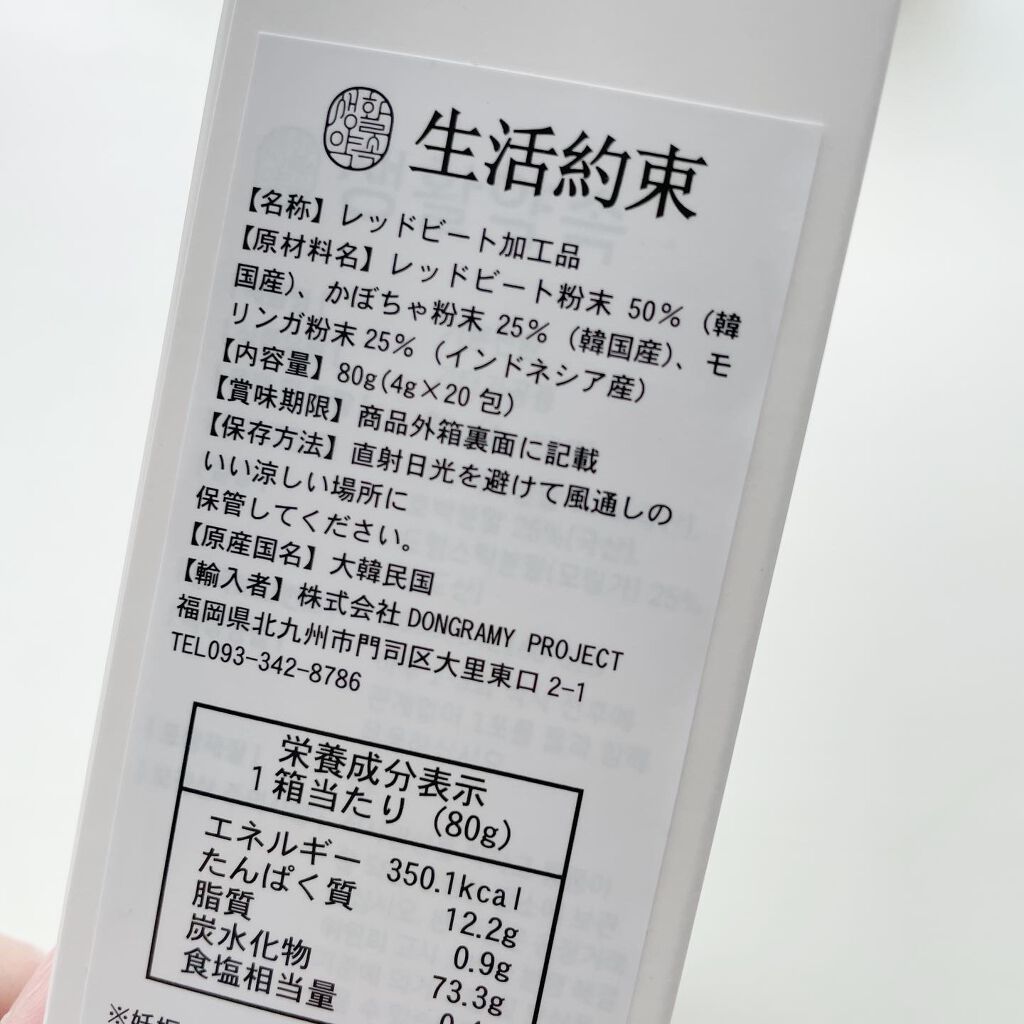 생활
약속
生活約束
【名称】レッドビート加工品
【原材料名】レッドビート粉末 50％（韓
国産）、かぼちゃ粉末 25％（韓国産）、モ
リンガ粉末25％（インドネシア産）
【内容量】80g(4g×20包)
【賞味期限】商品外箱裏面に記載
【保存方法】直射日光を避けて風通しの
いい涼しい場所に
保管してください。
【原産国名】大韓民国
【輸入者】株式会社 DONGRAMY PROJECT
福岡県北九州市門司区大里東口 2-1
TEL093-342-8786
栄養成分表示
1箱当たり（80g）
エネルギー 350.1kcal
たんぱく質 12.2g
脂質 0.9g
炭水化物 73.3g
食塩相当量